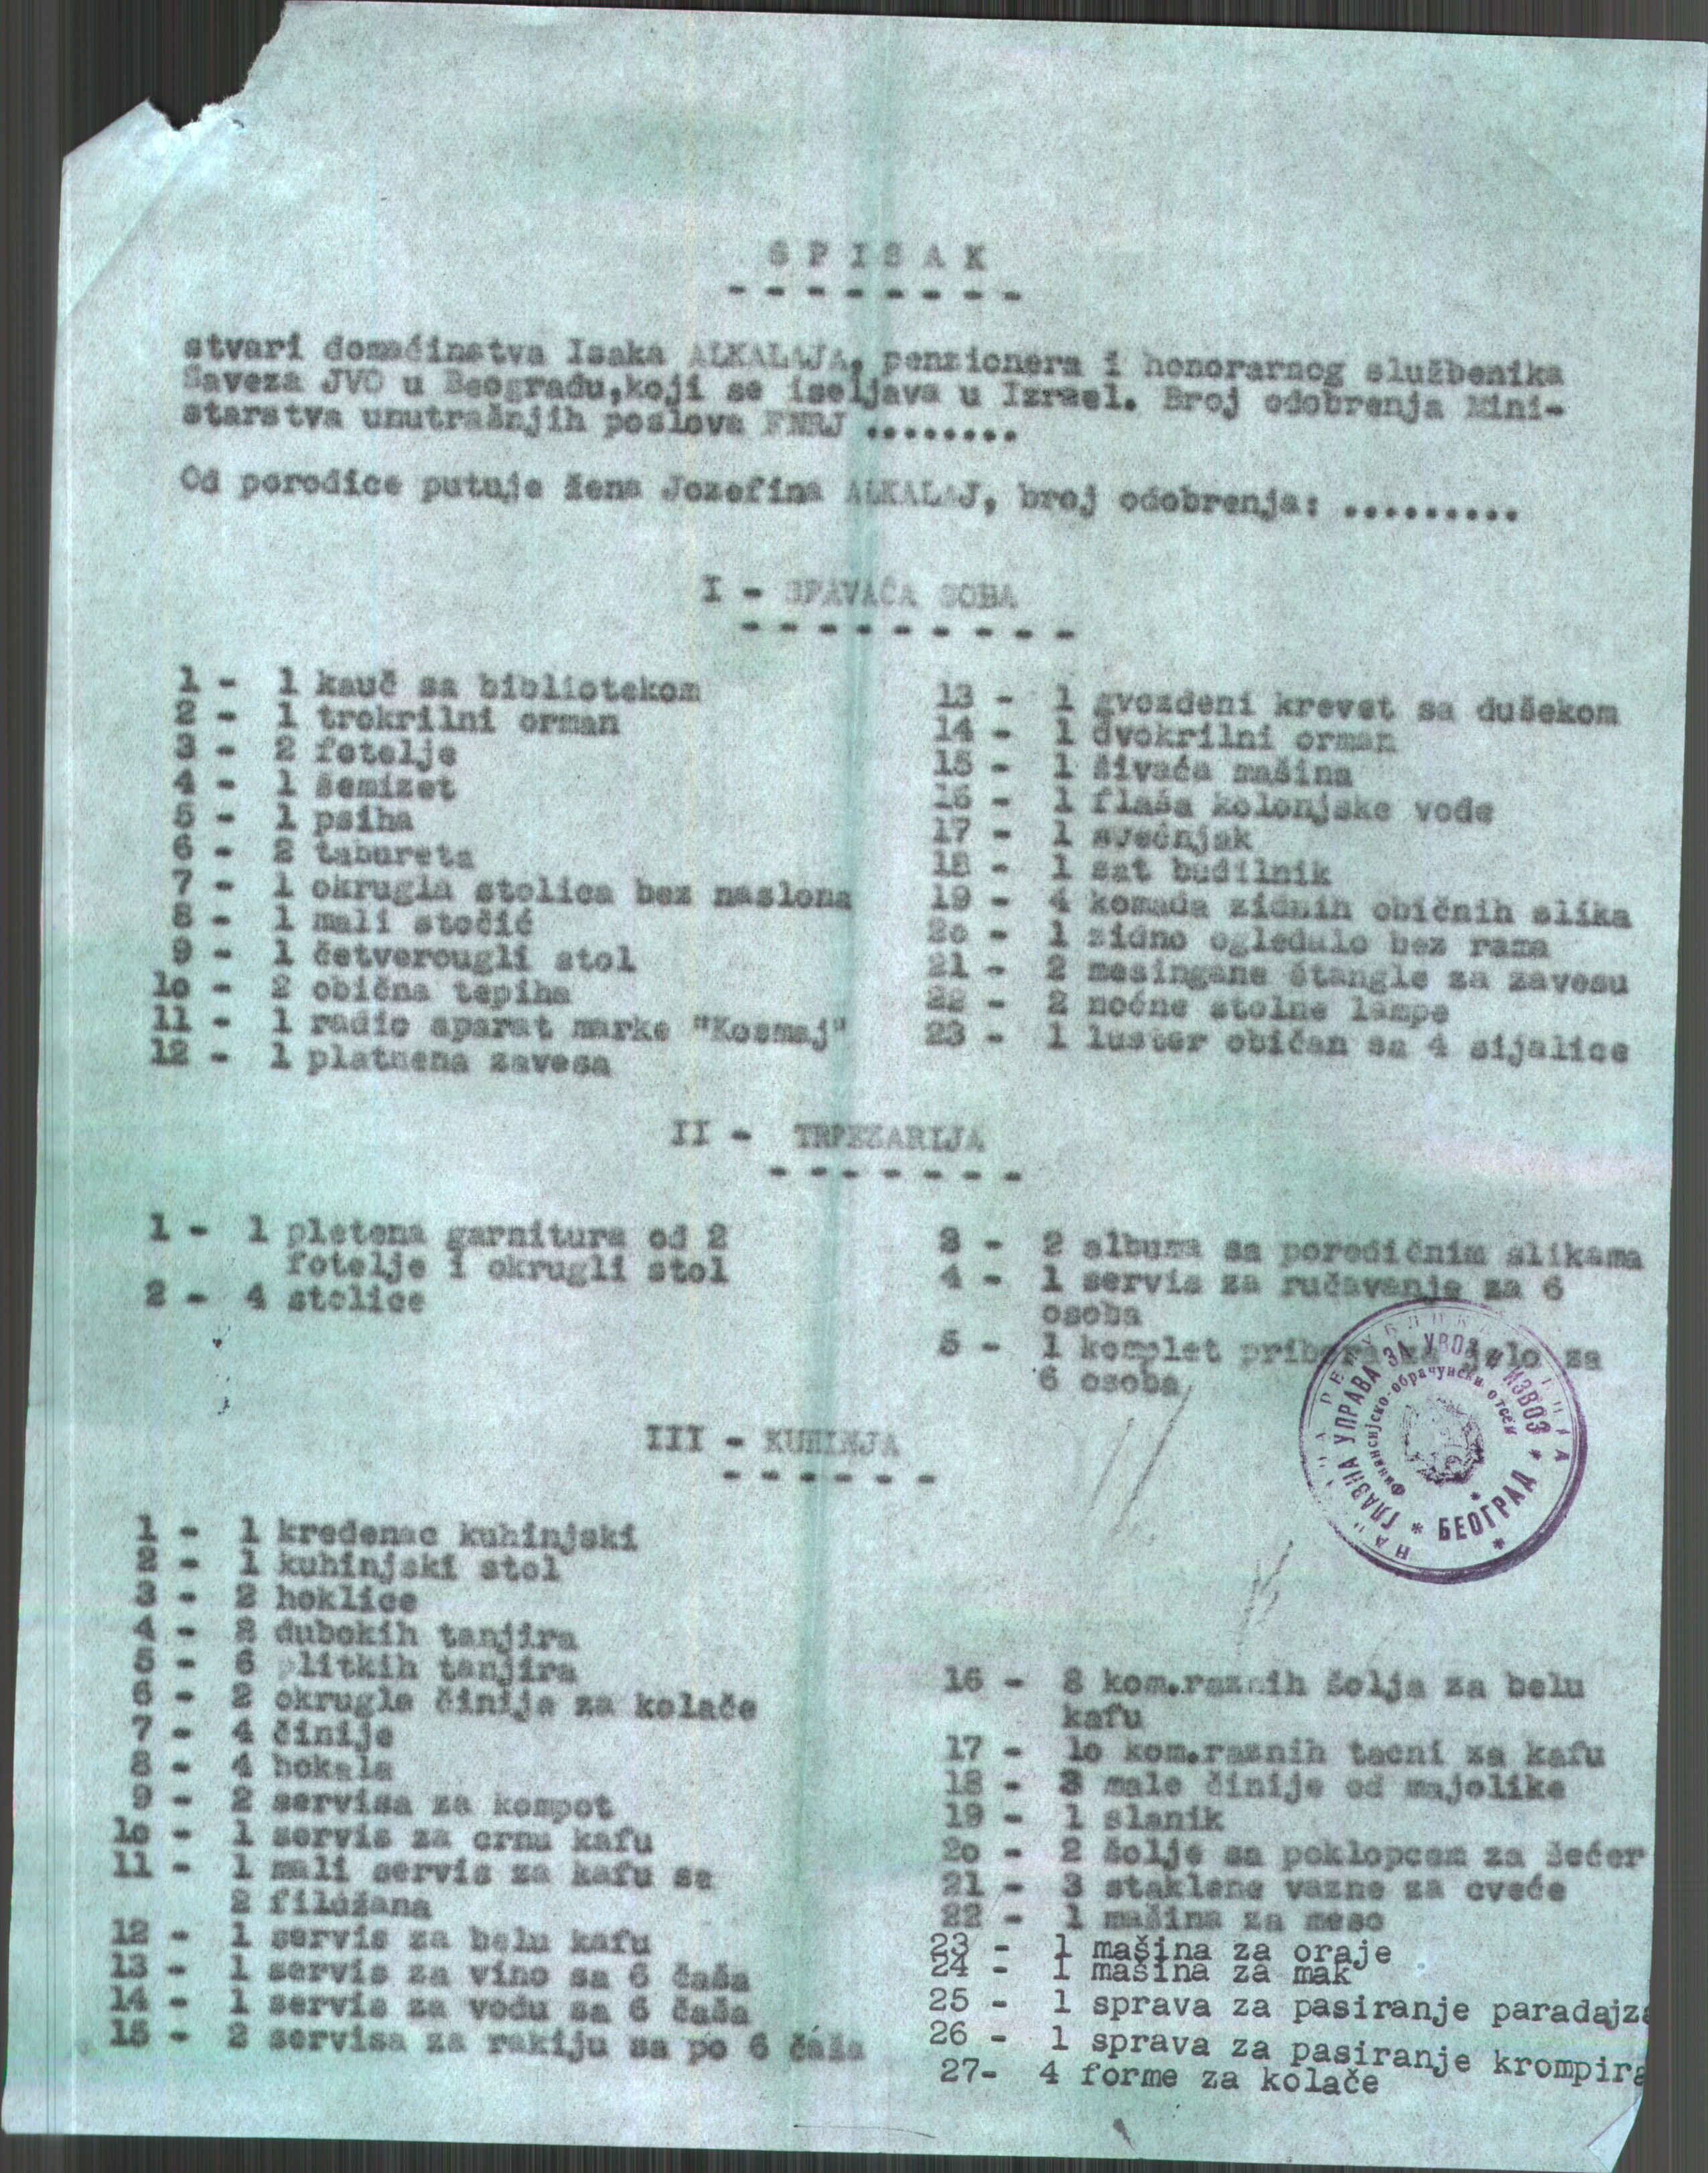 S P I S A K
- - - - - - - -
stvari domaćinstva Isaka ALKALAJA, penzionera i honorarnog službenika
Saveza JVO u Beogradu,koji se iseljava u Izrael. Broj odobrenja Mini-
starstva unutrašnjih poslova FNRJ ........
Od porodice putuje žena Jozefina ALKALAJ, broj odobrenja: .........
I - SPAVAĆA SOBA
- - - - - - - - -
1 - 1 kauč sa bibliotekom
2 - 1 trokrilni orman
3 - 2 fotelje
4 - 1 šemizet
5 - 1 psiha
6 - 2 tabureta
7 - 1 okrugla stolica bez naslona
8 - 1 mali stočić
9 - 1 četverougli stol
1o - 2 obična tepiha
11 - 1 radio aparat marke "Kosmaj"
12 - 1 platnena zavesa
13 - 1 gvozdeni krevet sa dušekom
14 - 1 dvokrilni orman
15 - 1 šivaća mašina
16 - 1 flaša kolonjske vode
17 - 1 svećnjak
18 - 1 sat budilnik
19 - 4 komada zidnih običnih slika
2o - 1 zidno ogledalo bez rama
21 - 2 mesingane štangle za zavesu
22 - 2 noćne stolne lampe
23 - 1 luster običan sa 4 sijalice
II - TRPEZARIJA
- - - - - - -
1 - 1 pletena garnitura od 2
fotelje i okrugli stol
2 - 4 stolice
3 - 2 albuma sa porodičnim slikama
4 - 1 servis za ručavanje za 6
osoba
5 - 1 komplet pribora za jelo za
6 osoba
ГЛАВНА УПРАВА ЗА УВОЗ И ИЗВОЗ
Финансијско-обрачунски отсек
* БЕОГРАД *
III - KUHINJA
- - - - - -
1 - 1 kredenac kuhinjski
2 - 1 kuhinjski stol
3 - 2 hoklice
4 - 8 dubokih tanjira
5 - 6 plitkih tanjira
6 - 2 okrugle činije za kolače
7 - 4 činije
8 - 4 bokala
9 - 2 servisa za kompot
1o - 1 servis za crnu kafu
11 - 1 mali servis za kafu sa
2 fildžana
12 - 1 servis za belu kafu
13 - 1 servis za vino sa 6 čaša
14 - 1 servis za vodu sa 6 čaša
15 - 2 servisa za rakiju sa po 6 čaša
16 - 8 kom.raznih šolja za belu
kafu
17 - 1o kom.raznih tacni za kafu
18 - 3 male činije od majolike
19 - 1 slanik
2o - 2 šolje sa poklopcem za šećer
21 - 3 staklene vazne za cveće
22 - 1 mašina za meso
23 - 1 mašina za oraje
24 - 1 mašina za mak
25 - 1 sprava za pasiranje paradajza
26 - 1 sprava za pasiranje krompira
27- 4 forme za kolače